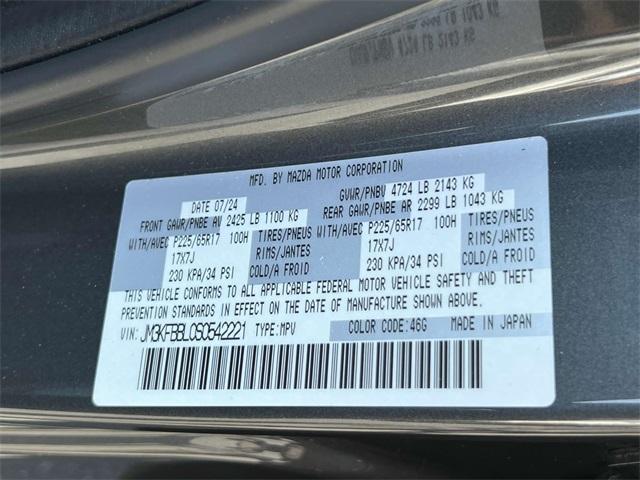 MFD. BY MAZDA MOTOR CORPORATION
DATE 07/24 GVWR/PNBV 4724 LB 2143 KG
FRONT GAWR/PNBE AV 2425 LB 1100 KG REAR GAWR/PNBE AR 2299 LB 1043 KG
WITH/AVEC P225/65R17 100H TIRES/PNEUS WITH/AVEC P225/65R17 100H TIRES/PNEUS
17X7J RIMS/JANTES 17X7J RIMS/JANTES
230 KPA/34 PSI COLD/A FROID 230 KPA/34 PSI COLD/A FROID
THIS VEHICLE CONFORMS TO ALL APPLICABLE FEDERAL MOTOR VEHICLE SAFETY AND THEFT
PREVENTION STANDARDS IN EFFECT ON THE DATE OF MANUFACTURE SHOWN ABOVE.
VIN: JM3KFBBL0S0542221 TYPE: MPV COLOR CODE: 46G MADE IN JAPAN